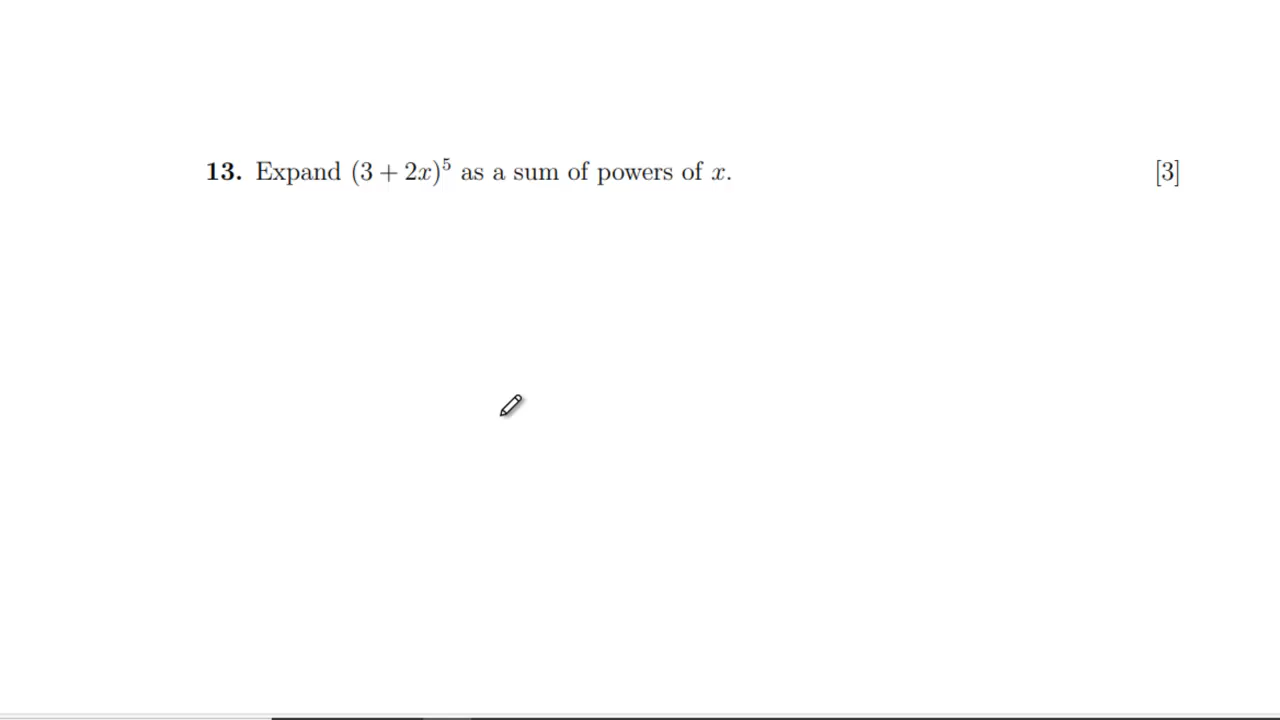 13. Expand (3 + 2x)⁵ as a sum of powers of x. [3]